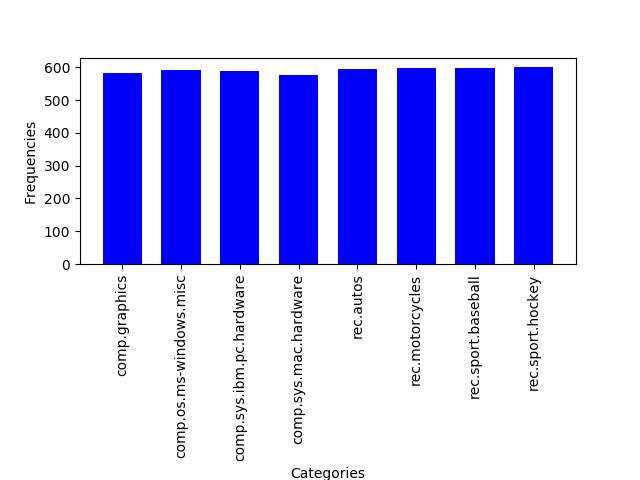 600
500
400
300
200
100
0
Frequencies
comp.graphics
comp.os.ms-windows.misc
comp.sys.ibm.pc.hardware
comp.sys.mac.hardware
rec.autos
rec.motorcycles
rec.sport.baseball
rec.sport.hockey
Categories